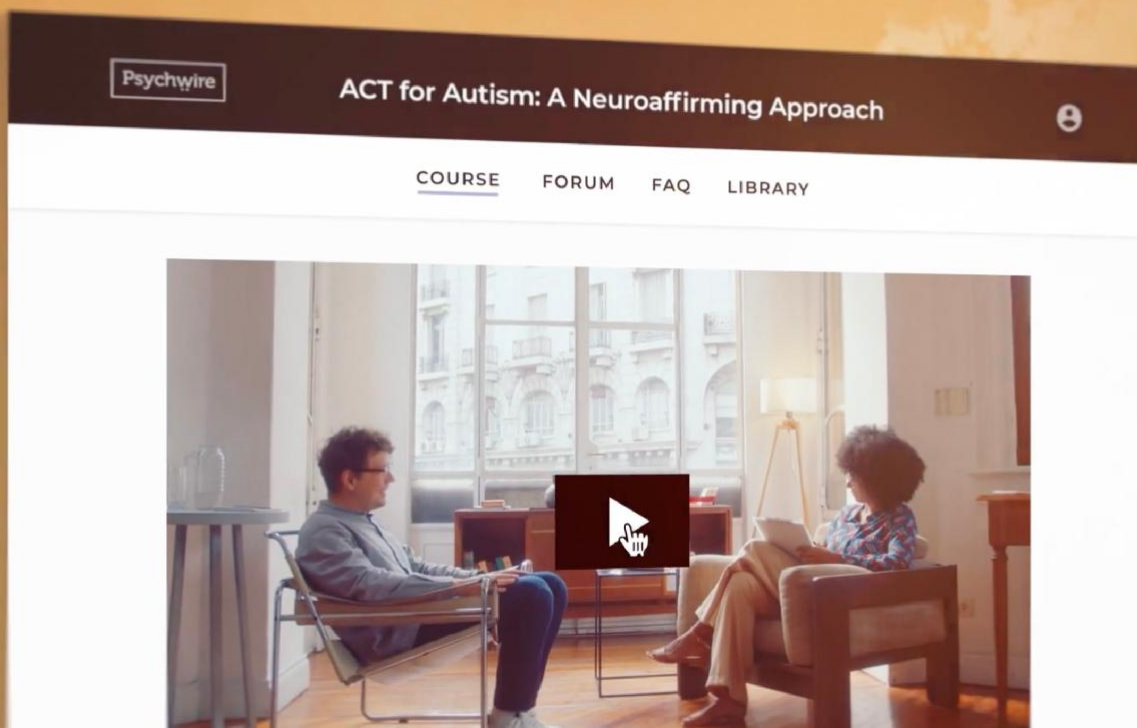 Psychwire
ACT for Autism: A Neuroaffirming Approach
COURSE FORUM FAQ LIBRARY